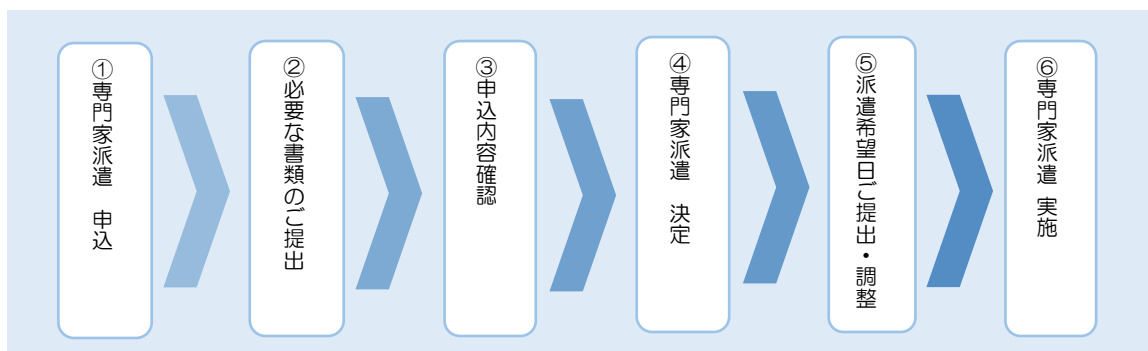 ①専門家派遣　申込
②必要な書類のご提出
③申込内容確認
④専門家派遣　決定
⑤派遣希望日ご提出・調整
⑥専門家派遣 実施